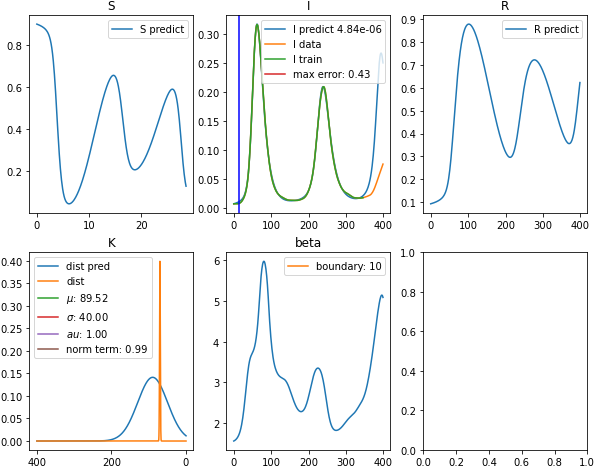 S
I
R
S predict
I predict 4.84e-06
I data
I train
max error: 0.43
R predict
0.8
0.6
0.4
0.2
0 10 20
0.30
0.25
0.20
0.15
0.10
0.05
0.00
0 100 200 300 400
0.9
0.8
0.7
0.6
0.5
0.4
0.3
0.2
0.1
0 100 200 300 400
K
beta
dist pred
dist
μ: 89.52
σ: 40.00
au: 1.00
norm term: 0.99
boundary: 10
0.40
0.35
0.30
0.25
0.20
0.15
0.10
0.05
0.00
400 200 0
6
5
4
3
2
0 100 200 300 400
1.0
0.8
0.6
0.4
0.2
0.0
0.0 0.2 0.4 0.6 0.8 1.0